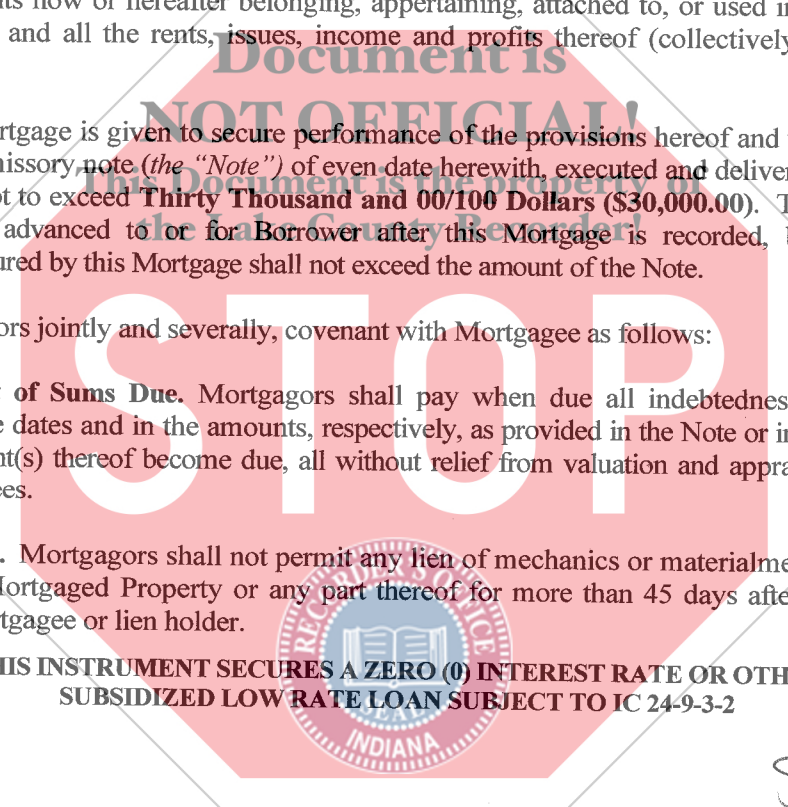 ts now or hereafter belonging, appertaining, attached to, or used in
and all the rents, issues, income and profits thereof (collectively
Document is
NOT OFFICIAL!
rtgage is given to secure performance of the provisions hereof and
missory note (the “Note”) of even date herewith, executed and deliver
This Document is the property of
ot to exceed Thirty Thousand and 00/100 Dollars ($30,000.00). T
the Lake County Recorder!
advanced to or for Borrower after this Mortgage is recorded,
ured by this Mortgage shall not exceed the amount of the Note.
ors jointly and severally, covenant with Mortgagee as follows:
STOP
of Sums Due. Mortgagors shall pay when due all indebtednes
e dates and in the amounts, respectively, as provided in the Note or in
nt(s) thereof become due, all without relief from valuation and appra
ees.
. Mortgagors shall not permit any lien of mechanics or materialme
Mortgaged Property or any part thereof for more than 45 days afte
tgagee or lien holder.
RECORDER'S OFFICE
SEAL
INDIANA
HIS INSTRUMENT SECURES A ZERO (0) INTEREST RATE OR OTH
SUBSIDIZED LOW RATE LOAN SUBJECT TO IC 24-9-3-2